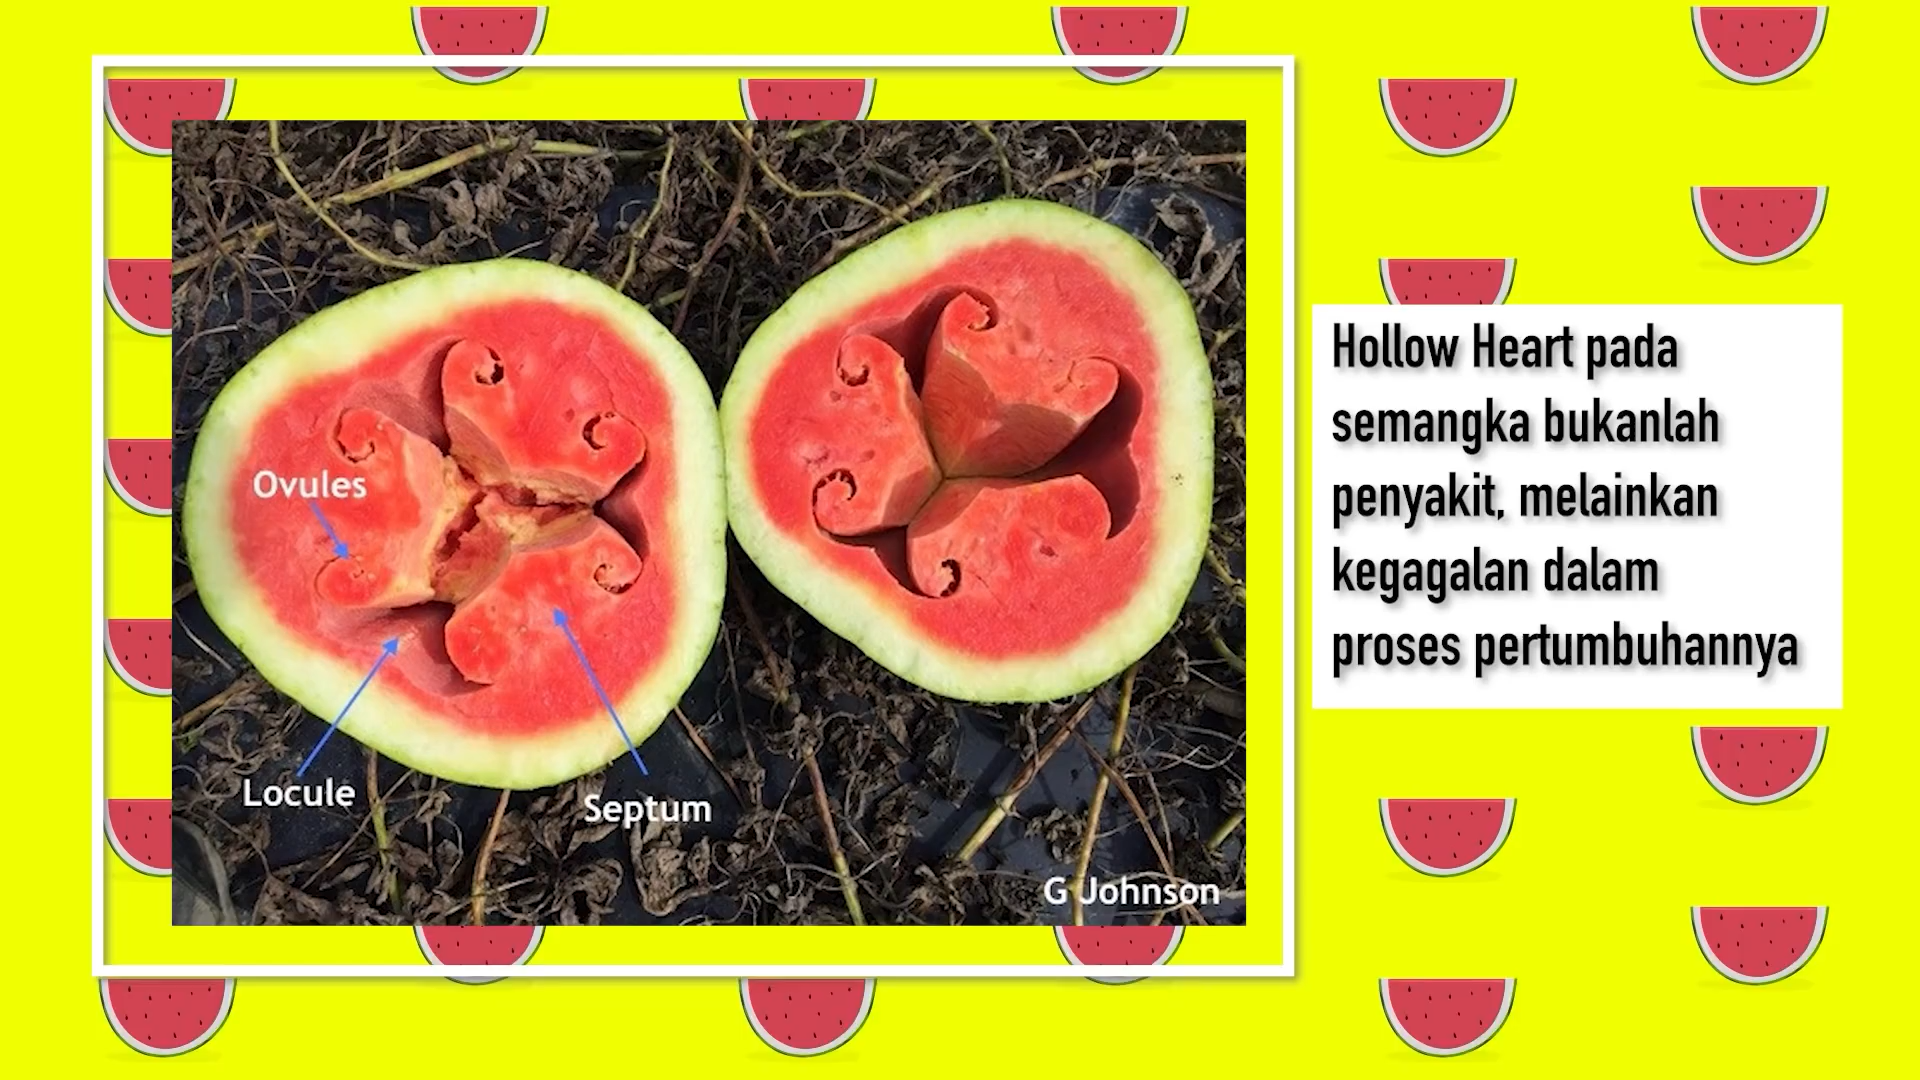 Ovules
Locule
Septum
G Johnson
Hollow Heart pada
semangka bukanlah
penyakit, melainkan
kegagalan dalam
proses pertumbuhannya